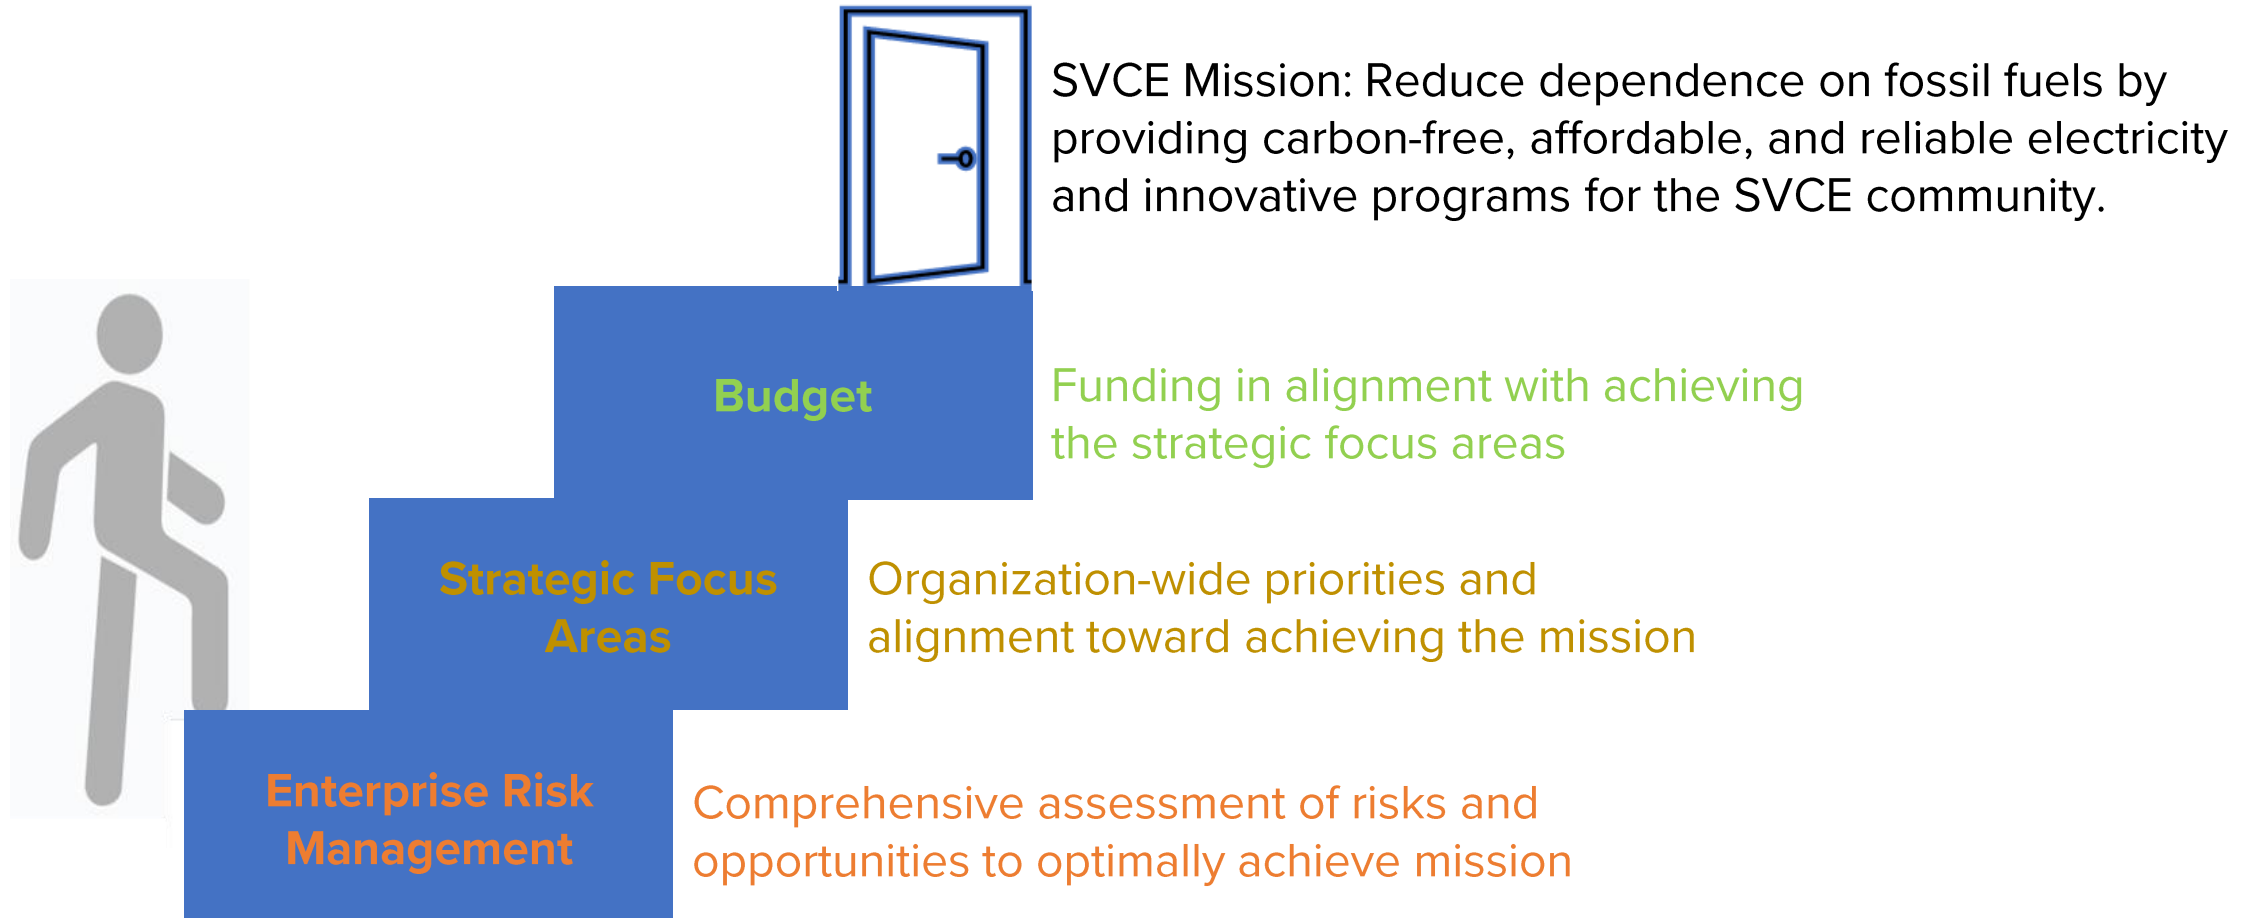 SVCE Mission: Reduce dependence on fossil fuels by
providing carbon-free, affordable, and reliable electricity
and innovative programs for the SVCE community.
Budget
Funding in alignment with achieving
the strategic focus areas
Strategic Focus
Areas
Organization-wide priorities and
alignment toward achieving the mission
Enterprise Risk
Management
Comprehensive assessment of risks and
opportunities to optimally achieve mission